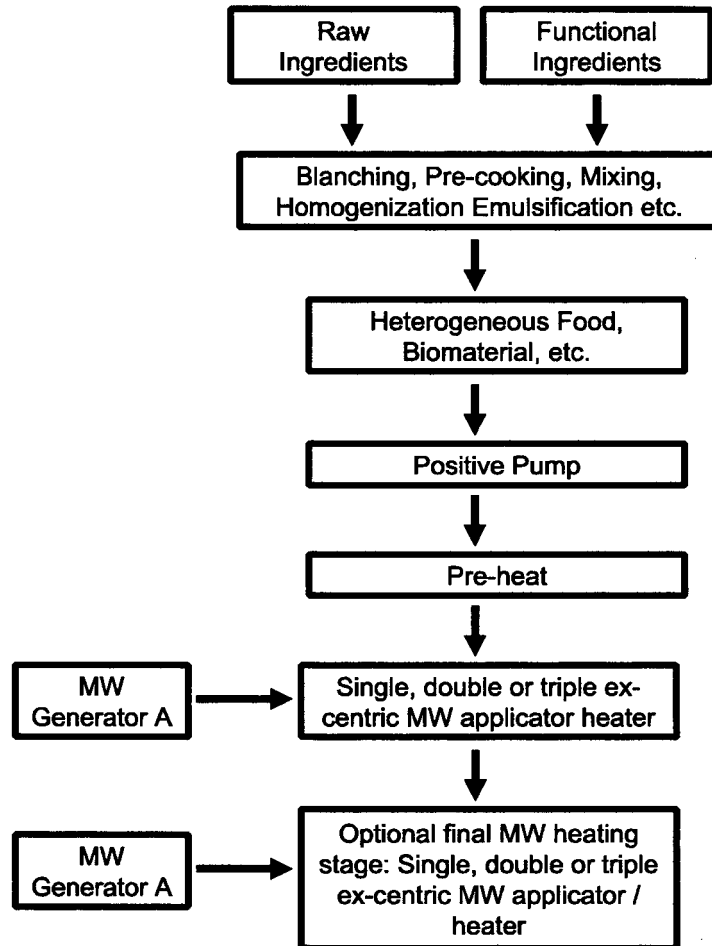 Raw
Ingredients
Functional
Ingredients
Blanching, Pre-cooking, Mixing,
Homogenization Emulsification etc.
Heterogeneous Food,
Biomaterial, etc.
Positive Pump
Pre-heat
MW
Generator A
Single, double or triple ex-
centric MW applicator heater
MW
Generator A
Optional final MW heating
stage: Single, double or triple
ex-centric MW applicator /
heater